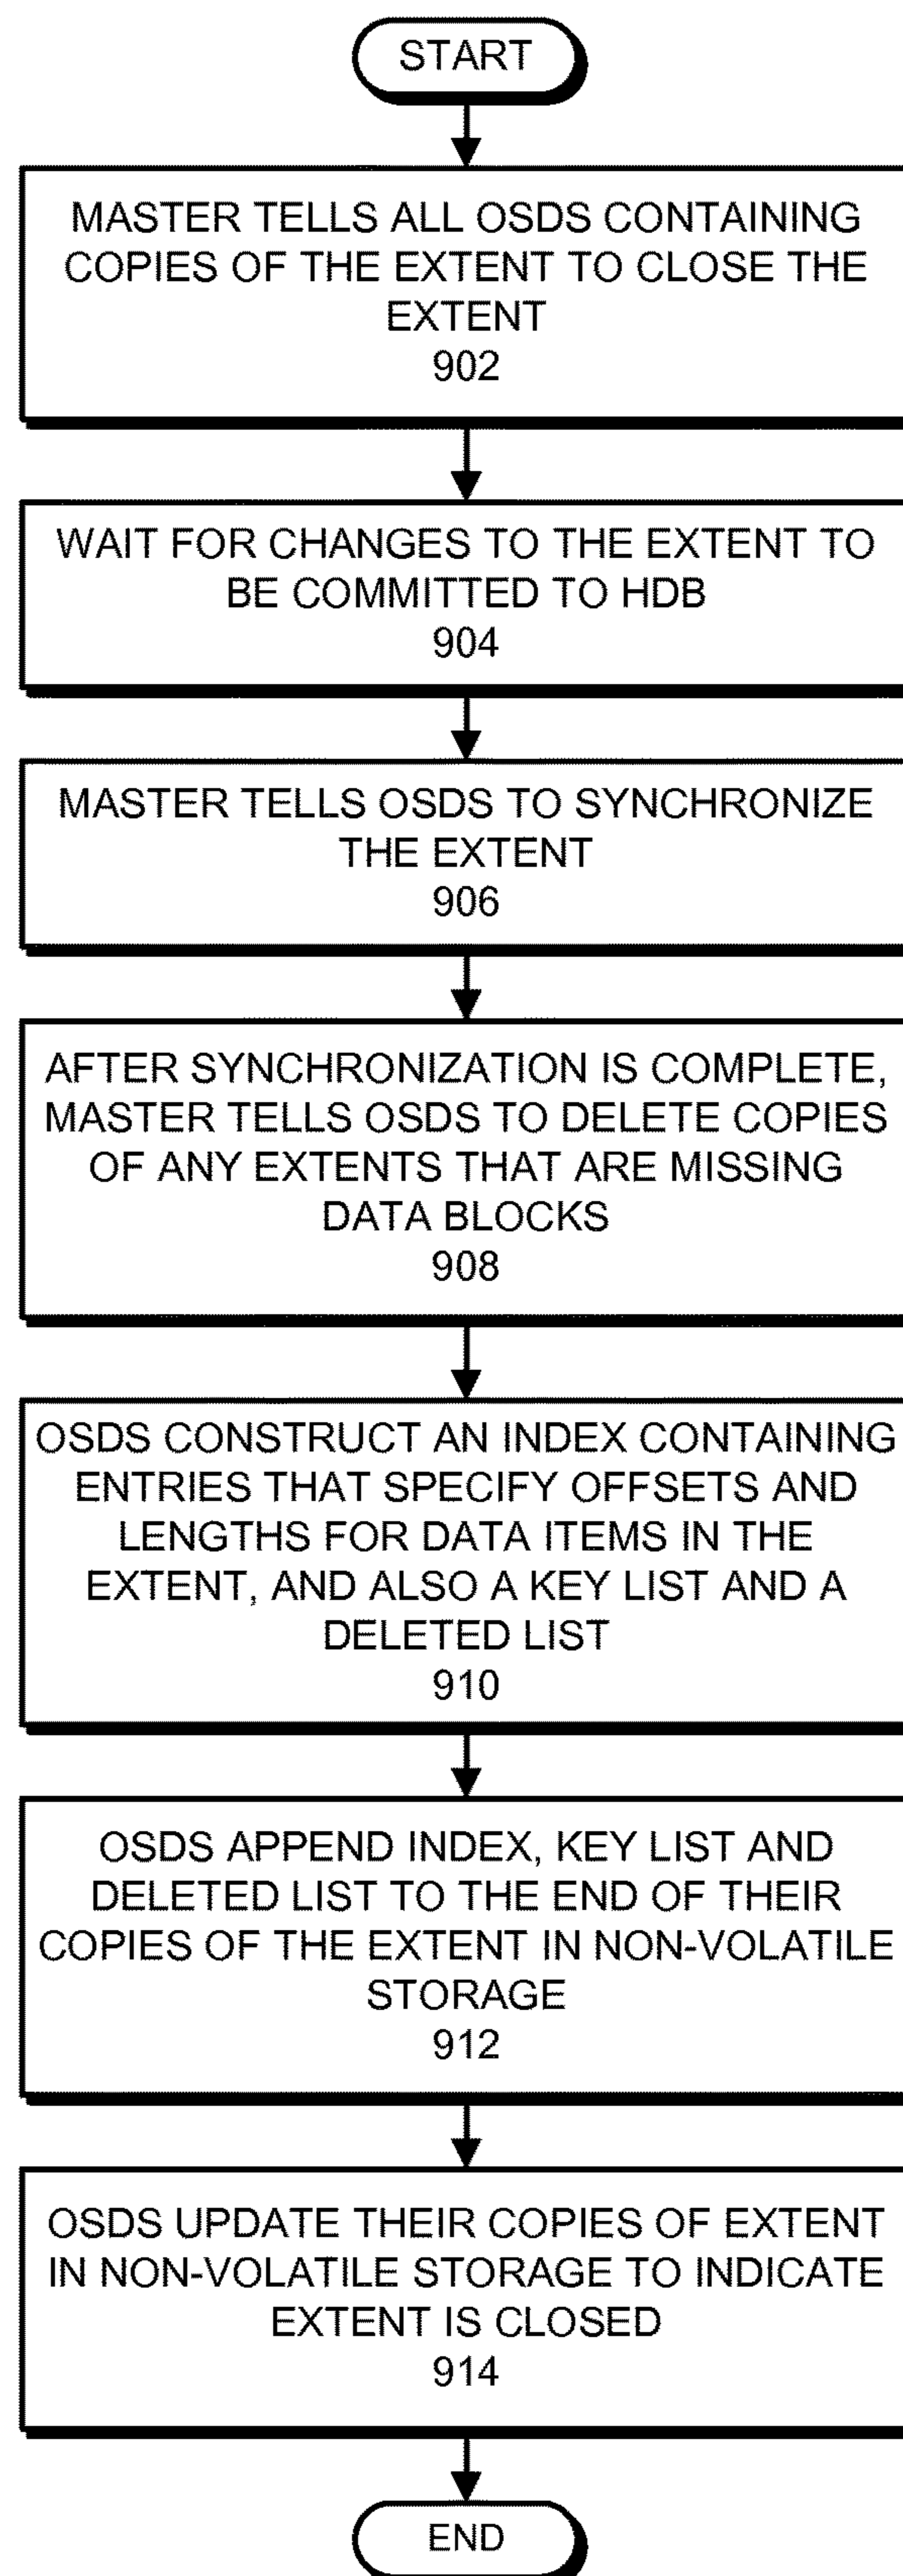 START
MASTER TELLS ALL OSDS CONTAINING
COPIES OF THE EXTENT TO CLOSE THE
EXTENT
902
WAIT FOR CHANGES TO THE EXTENT TO
BE COMMITTED TO HDB
904
MASTER TELLS OSDS TO SYNCHRONIZE
THE EXTENT
906
AFTER SYNCHRONIZATION IS COMPLETE,
MASTER TELLS OSDS TO DELETE COPIES
OF ANY EXTENTS THAT ARE MISSING
DATA BLOCKS
908
OSDS CONSTRUCT AN INDEX CONTAINING
ENTRIES THAT SPECIFY OFFSETS AND
LENGTHS FOR DATA ITEMS IN THE
EXTENT, AND ALSO A KEY LIST AND A
DELETED LIST
910
OSDS APPEND INDEX, KEY LIST AND
DELETED LIST TO THE END OF THEIR
COPIES OF THE EXTENT IN NON-VOLATILE
STORAGE
912
OSDS UPDATE THEIR COPIES OF EXTENT
IN NON-VOLATILE STORAGE TO INDICATE
EXTENT IS CLOSED
914
END